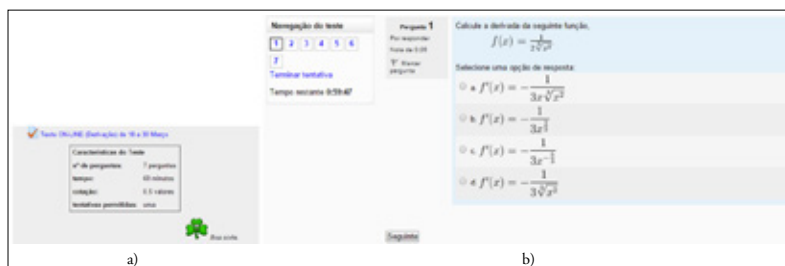 Teste ON-LINE (Derivação) de 18 a 30 Março
Características do Teste
nº de perguntas: 7 perguntas
tempo: 60 minutos
cotação: 0.5 valores
tentativas permitidas: uma
Boa sorte.
a)
Navegação do teste
1 2 3 4 5 6
7
Terminar tentativa
Tempo restante 0:59:47
Pergunta 1
Por responder
Nota de
Marcar
pergunta
Calcule a derivada da seguinte função,
f(x) =
Selecione uma opção de resposta:
a. f'(x) = -1/(3x∛x²)
b. f'(x) =
c. f'(x) =
d. f'(x) =
Seguinte
b)